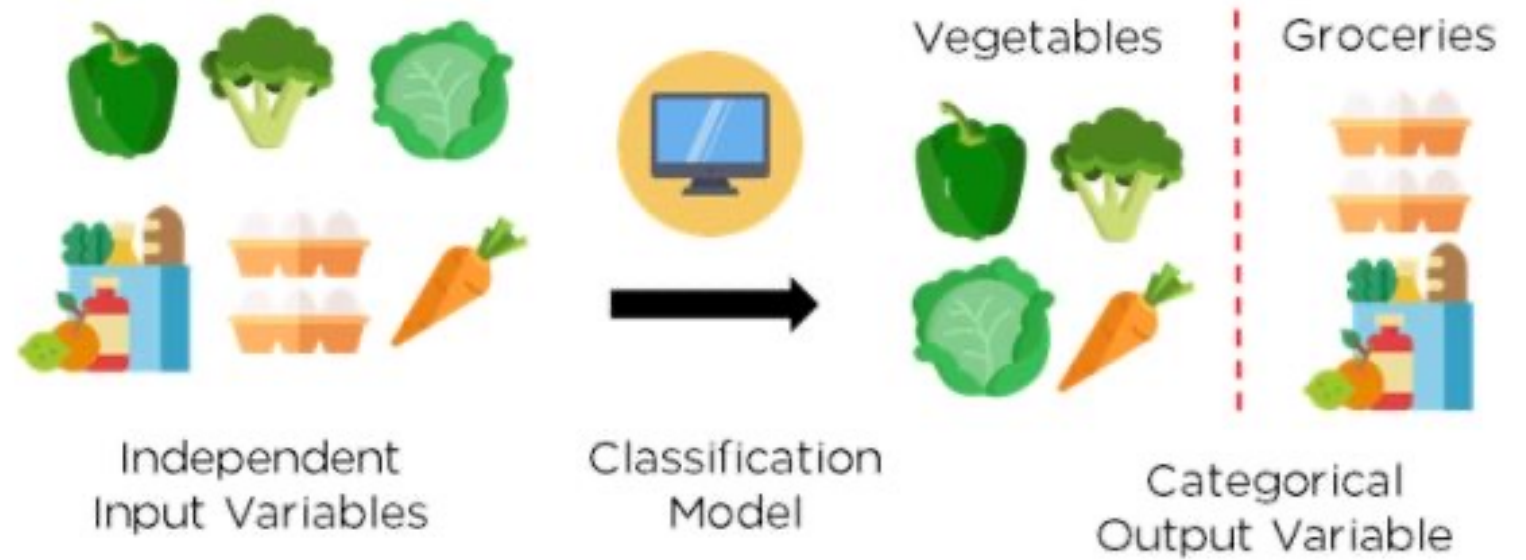 Vegetables
Groceries
Independent
Input Variables
Classification
Model
Categorical
Output Variable